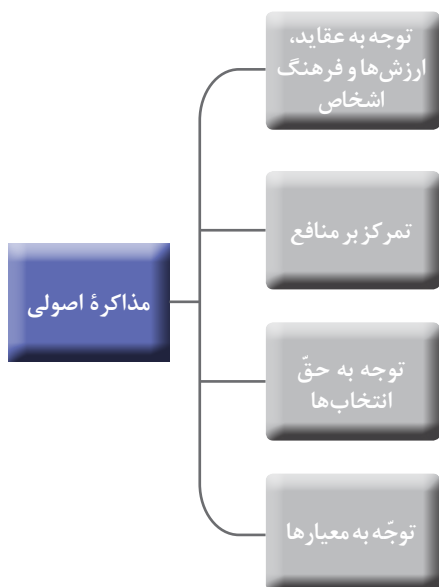 توجه به عقاید،
ارزش‌ها و فرهنگ
اشخاص
تمرکز بر منافع
مذاکرهٔ اصولی
توجه به حقّ
انتخاب‌ها
توجّه به معیارها